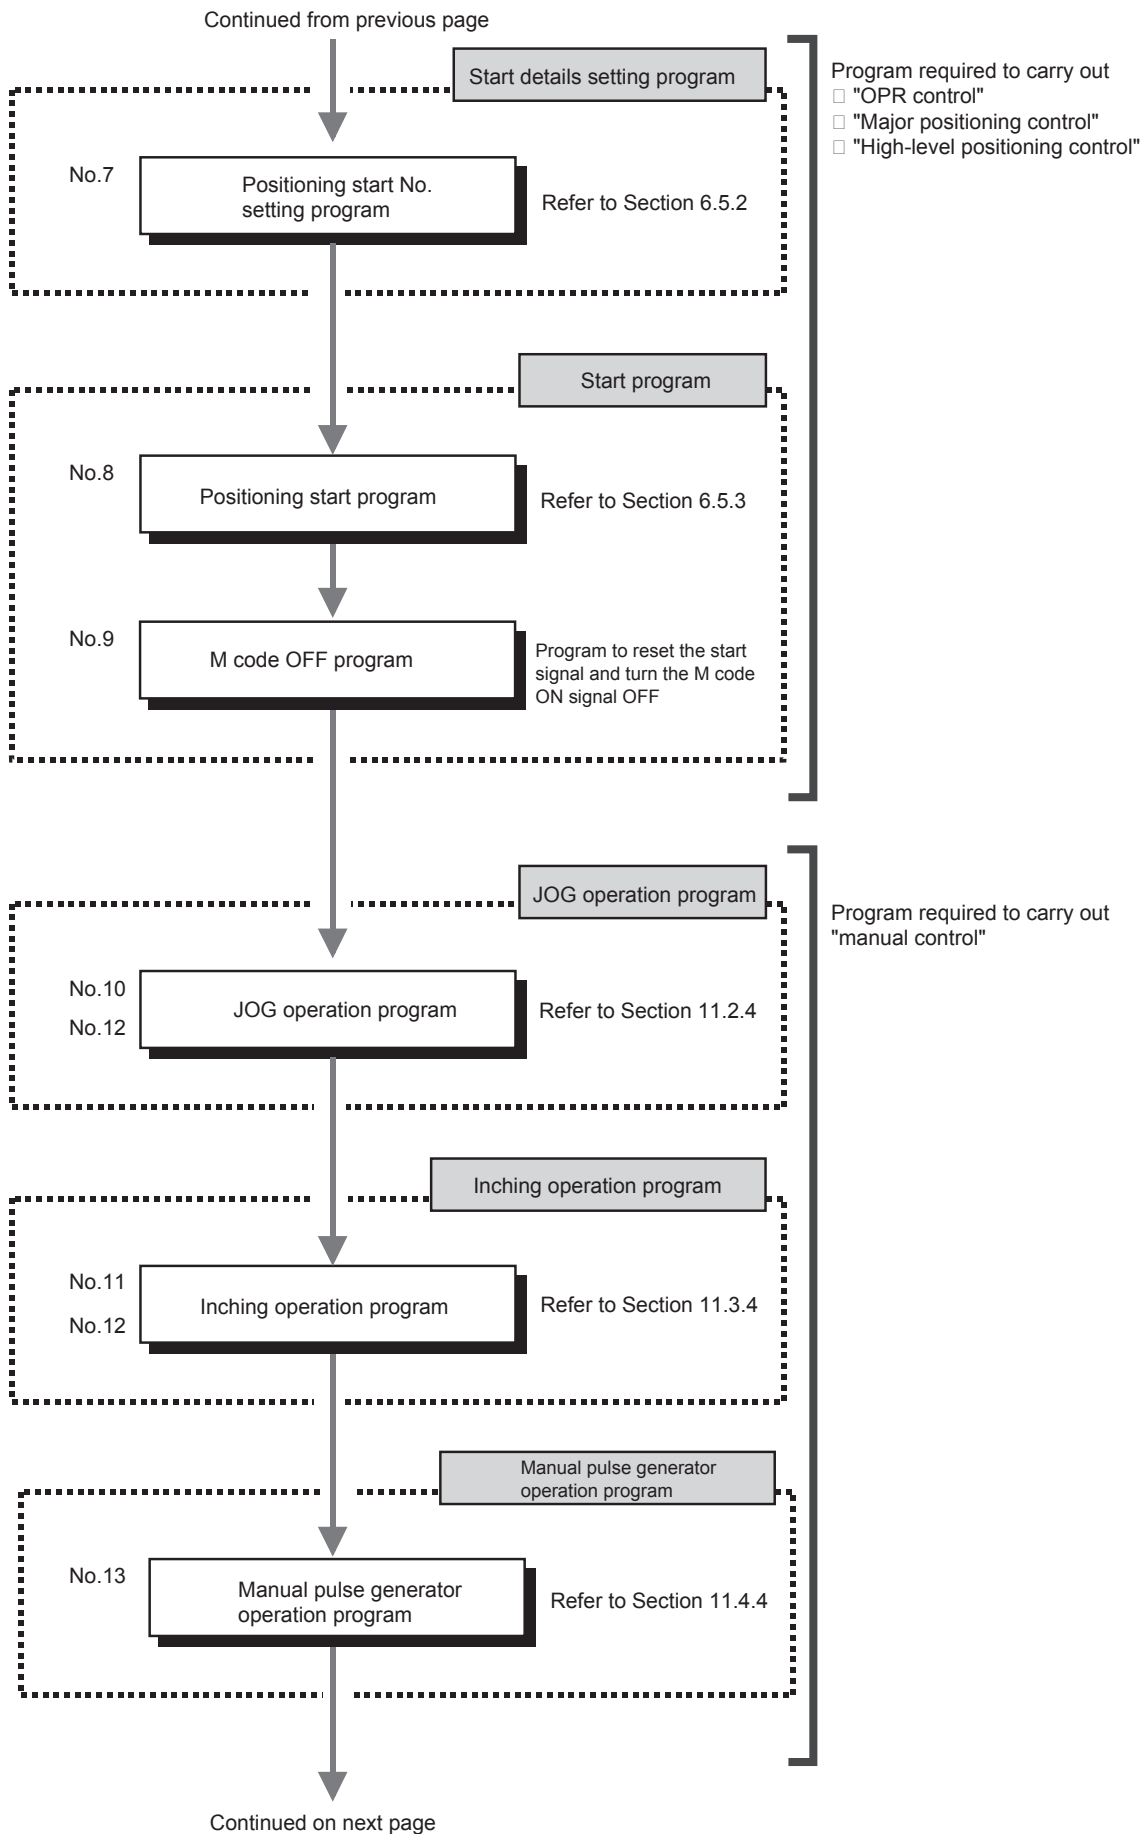 Continued from previous page
Start details setting program
Program required to carry out
□ "OPR control"
□ "Major positioning control"
□ "High-level positioning control"
No.7
Positioning start No.
setting program
Refer to Section 6.5.2
Start program
No.8
Positioning start program
Refer to Section 6.5.3
No.9
M code OFF program
Program to reset the start
signal and turn the M code
ON signal OFF
JOG operation program
Program required to carry out
"manual control"
No.10
No.12
JOG operation program
Refer to Section 11.2.4
Inching operation program
No.11
No.12
Inching operation program
Refer to Section 11.3.4
Manual pulse generator
operation program
No.13
Manual pulse generator
operation program
Refer to Section 11.4.4
Continued on next page